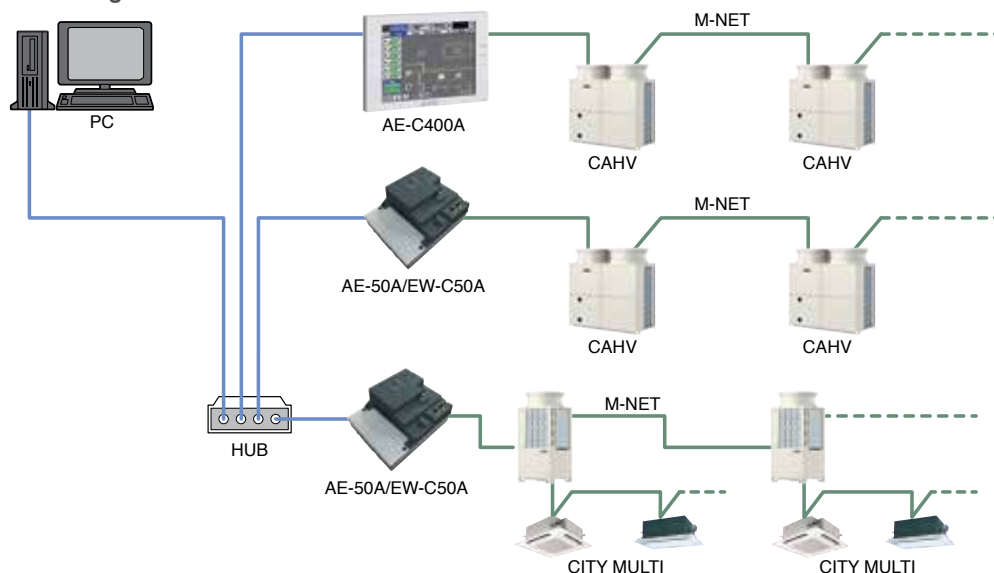 M-NET
PC
AE-C400A
CAHV
CAHV
M-NET
AE-50A/EW-C50A
CAHV
CAHV
M-NET
HUB
AE-50A/EW-C50A
CITY MULTI
CITY MULTI